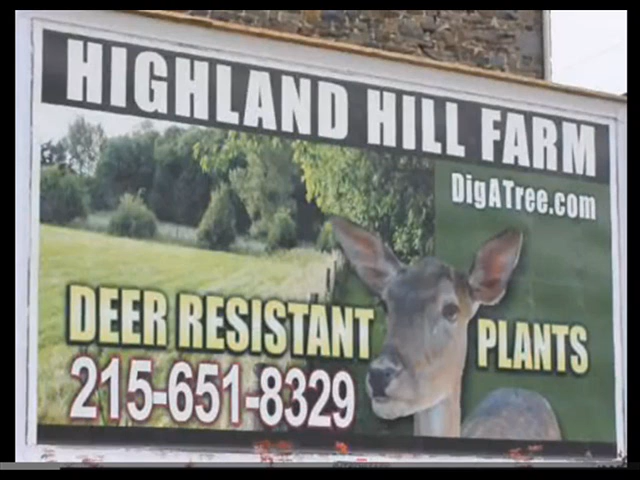 HIGHLAND HILL FARM
DigATree.com
DEER RESISTANT PLANTS
215-651-8329